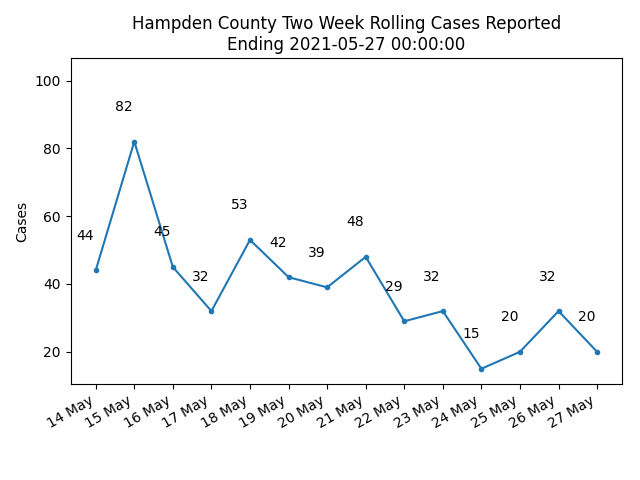 Hampden County Two Week Rolling Cases Reported
Ending 2021-05-27 00:00:00
Cases
100
80
60
40
20
44
82
45
32
53
42
39
48
29
32
15
20
32
20
14 May
15 May
16 May
17 May
18 May
19 May
20 May
21 May
22 May
23 May
24 May
25 May
26 May
27 May